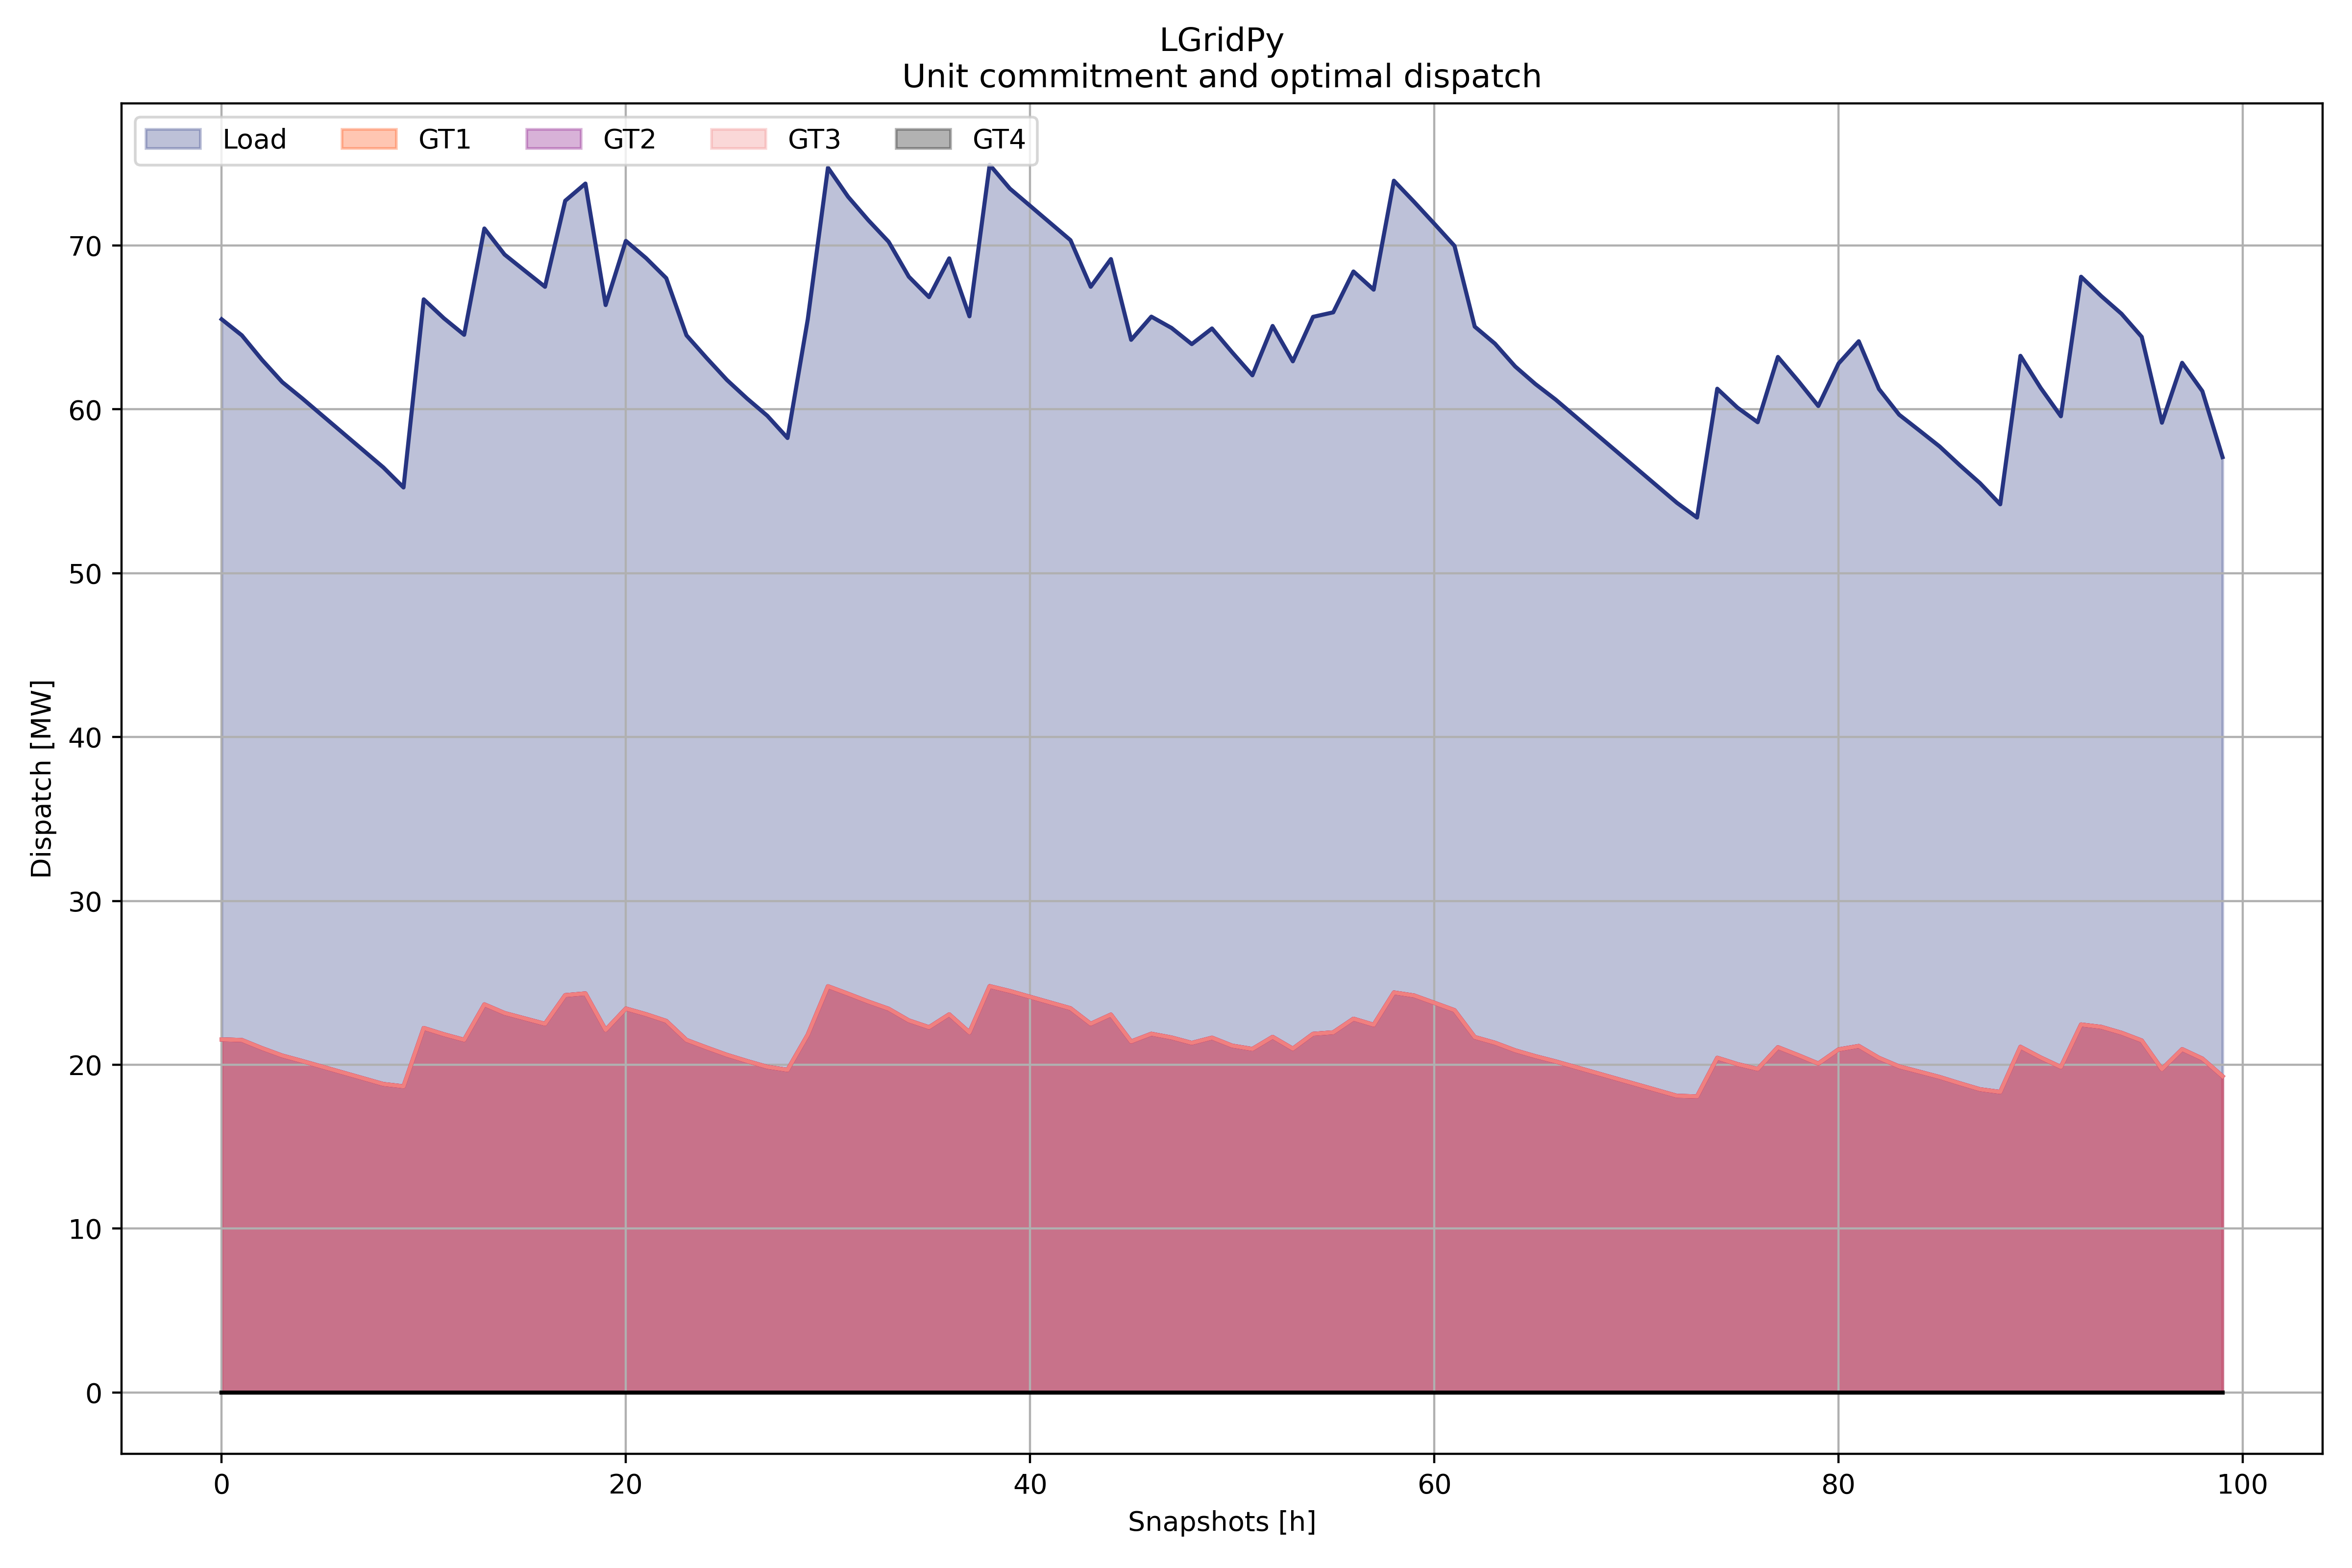 LGridPy
Unit commitment and optimal dispatch
Load GT1 GT2 GT3 GT4
70
60
50
40
30
20
10
0
Dispatch [MW]
0 20 40 60 80 100
Snapshots [h]